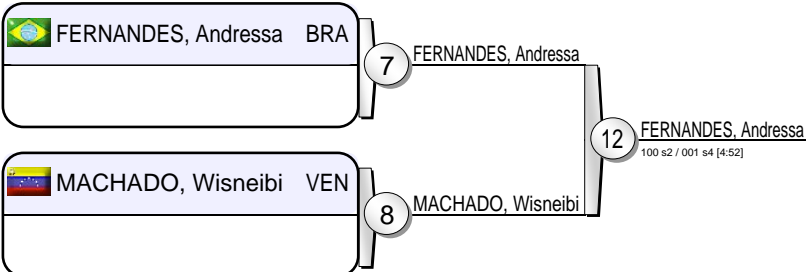 FERNANDES, Andressa BRA
7
FERNANDES, Andressa
12
FERNANDES, Andressa
100 s2 / 001 s4 [4:52]
MACHADO, Wisneibi VEN
8
MACHADO, Wisneibi